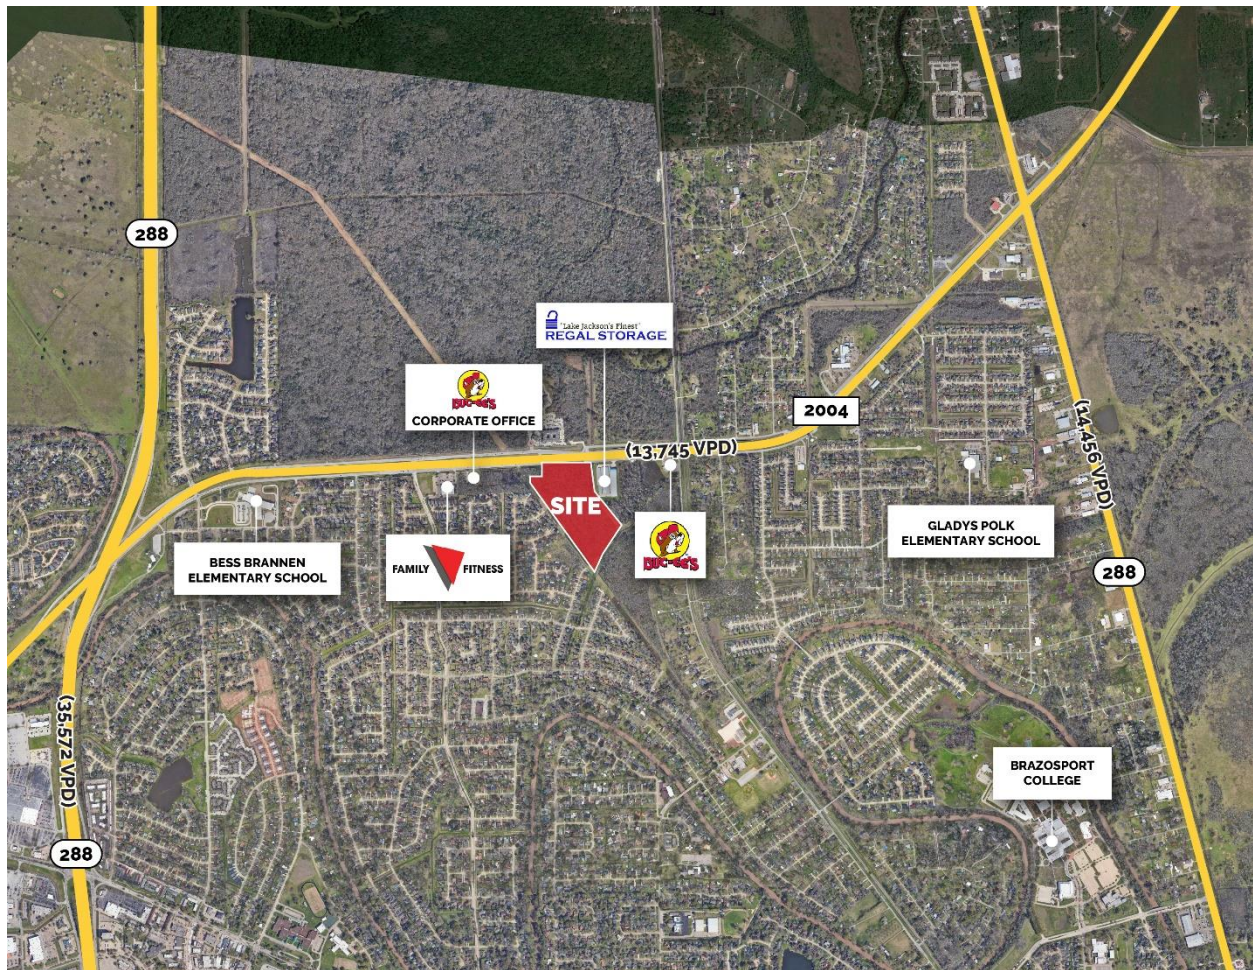 288
"Lake Jackson's Finest"
REGAL STORAGE
BUC-EE'S
CORPORATE OFFICE
2004
(13,745 VPD)
(14,456 VPD)
SITE
BESS BRANNEN
ELEMENTARY SCHOOL
FAMILY FITNESS
BUC-EE'S
GLADYS POLK
ELEMENTARY SCHOOL
288
(35,572 VPD)
BRAZOSPORT
COLLEGE
288